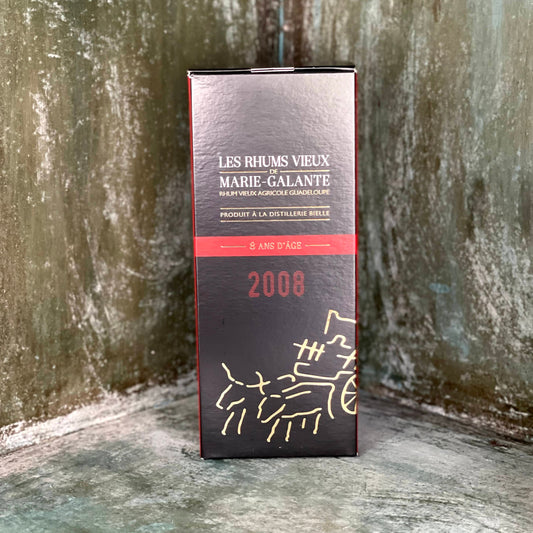 LES RHUMS VIEUX
DE
MARIE-GALANTE
RHUM VIEUX AGRICOLE GUADELOUPE
PRODUIT À LA DISTILLERIE BIELLE
8 ANS D'ÂGE
2008